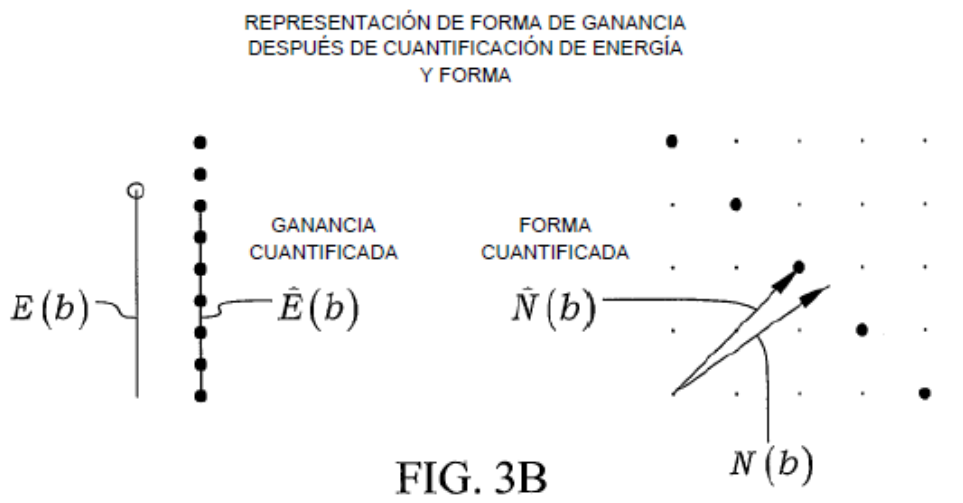 REPRESENTACIÓN DE FORMA DE GANANCIA
DESPUÉS DE CUANTIFICACIÓN DE ENERGÍA
Y FORMA
GANANCIA
CUANTIFICADA
FORMA
CUANTIFICADA
E(b)
Ê(b)
N̂(b)
N(b)
FIG. 3B